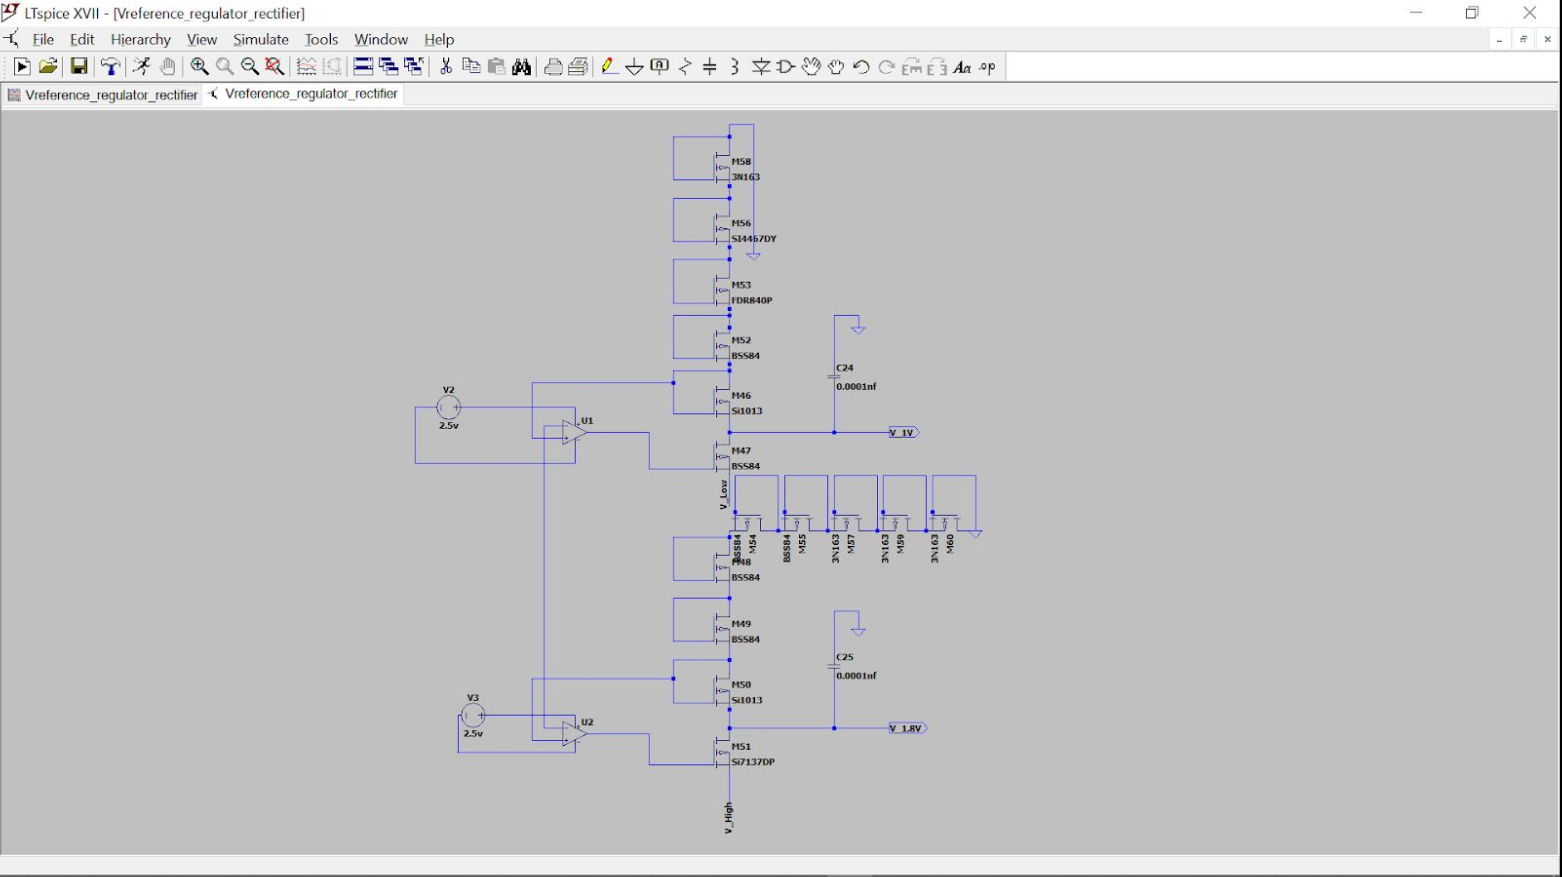 LTspice XVII - [Vreference_regulator_rectifier]
File Edit Hierarchy View Simulate Tools Window Help
Aα .op
Vreference_regulator_rectifier Vreference_regulator_rectifier
M58
3N163
M56
SI4467DY
M53
FDR840P
M52
BSS84
C24
0.0001nf
V2
2.5v
M46
Si1013
U1
V_1V
M47
BSS84
V_Low
BSS84
M54
BSS84
M55
3N163
M57
3N163
M59
3N163
M60
M48
BSS84
M49
BSS84
C25
0.0001nf
M50
Si1013
V3
2.5v
U2
V_1.8V
M51
Si7137DP
V_High